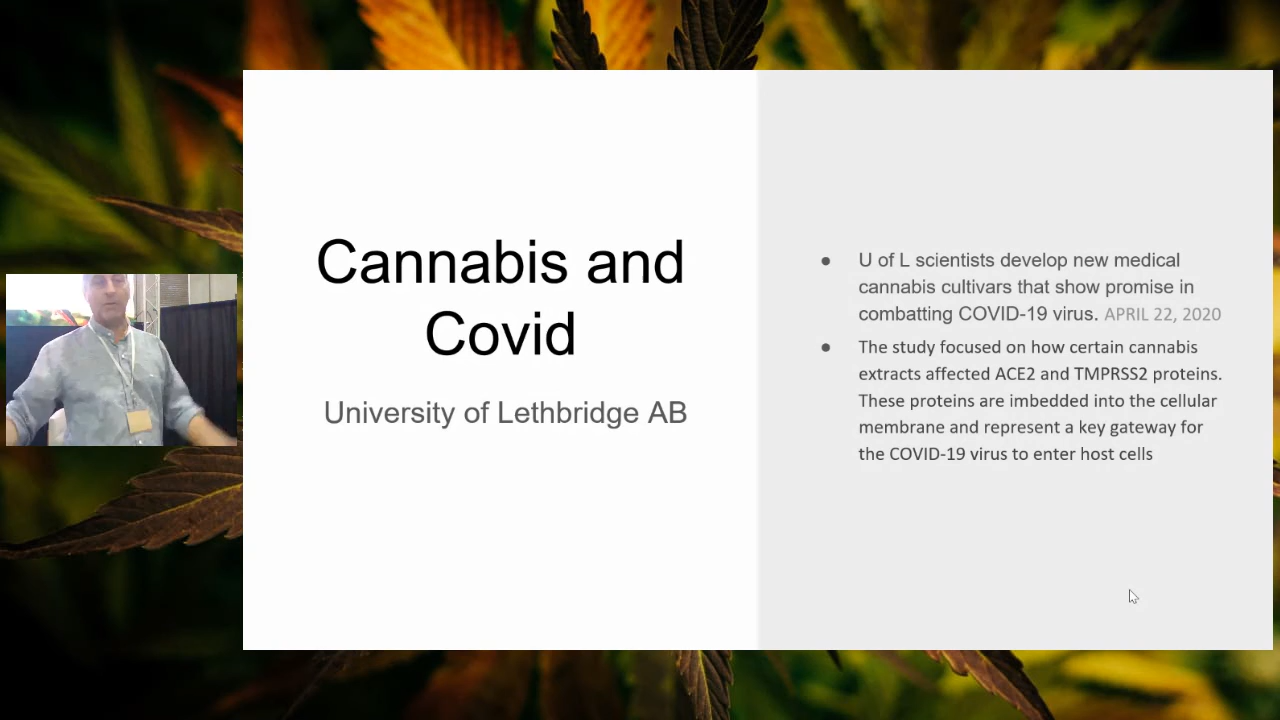 Cannabis and
Covid
University of Lethbridge AB
● U of L scientists develop new medical
cannabis cultivars that show promise in
combatting COVID-19 virus. APRIL 22, 2020
● The study focused on how certain cannabis
extracts affected ACE2 and TMPRSS2 proteins.
These proteins are imbedded into the cellular
membrane and represent a key gateway for
the COVID-19 virus to enter host cells